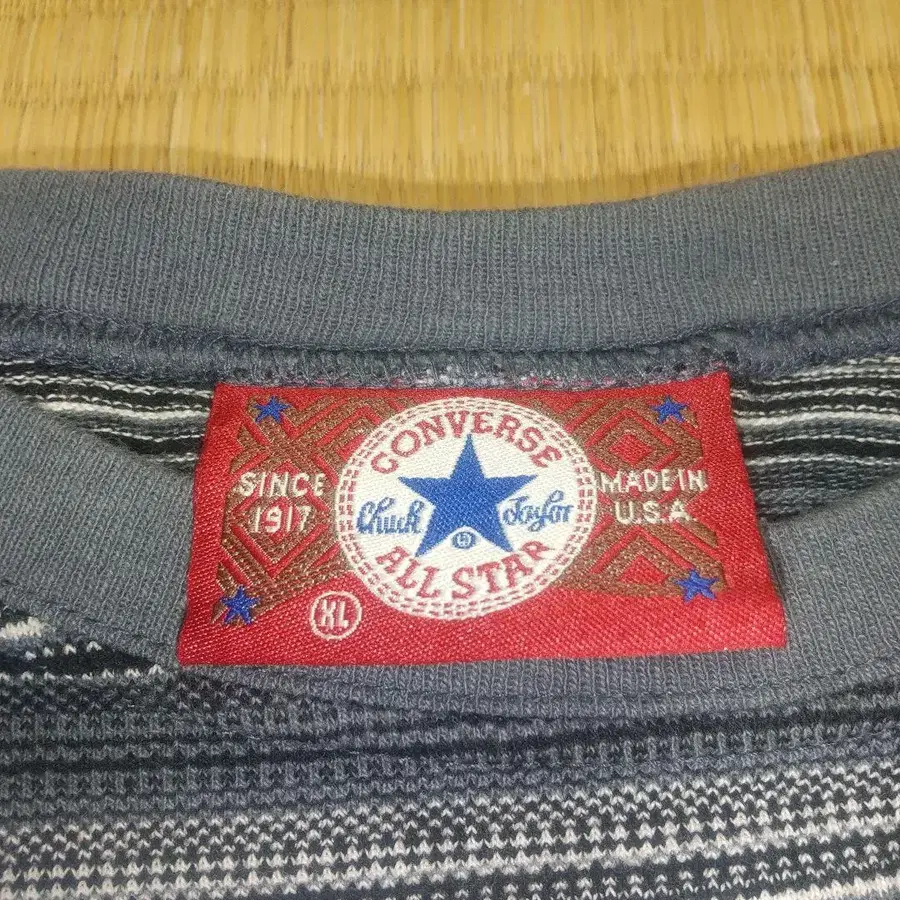 SINCE
1917
CONVERSE
Chuck Taylor
ALL STAR
MADE IN
U.S.A.
XL